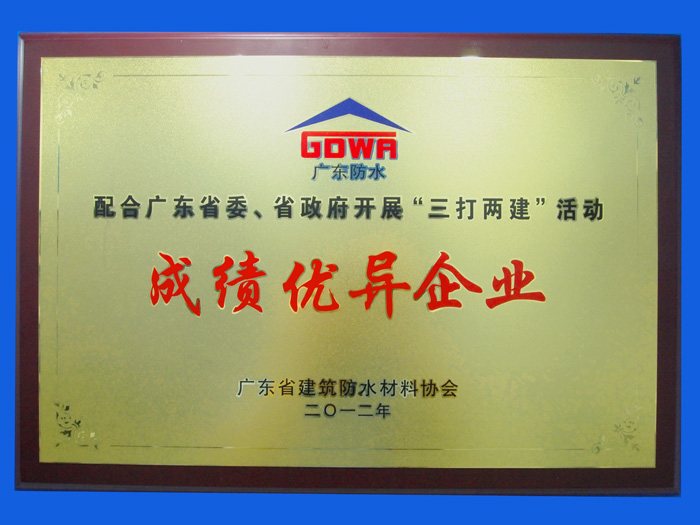 GDWA
广东防水
配合广东省委、省政府开展“三打两建”活动
成绩优异企业
广东省建筑防水材料协会
二〇一二年